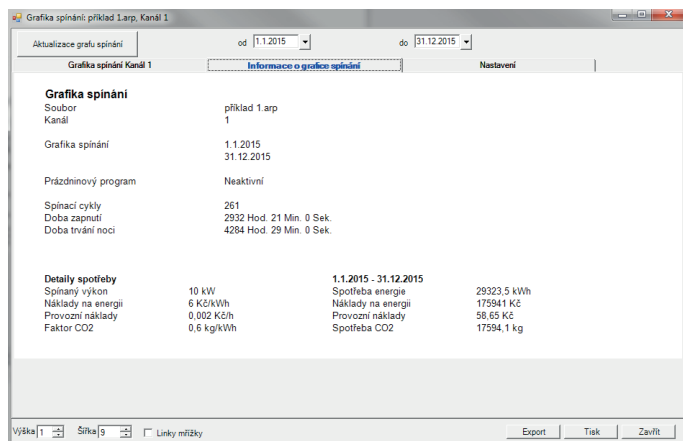 Grafika spínání: příklad 1.arp, Kanál 1
Aktualizace grafu spínání od 1.1.2015 do 31.12.2015
Grafika spínání Kanál 1 Informace o grafice spínání Nastavení
Grafika spínání
Soubor příklad 1.arp
Kanál 1
Grafika spínání 1.1.2015
31.12.2015
Prázdninový program Neaktivní
Spínací cykly 261
Doba zapnutí 2932 Hod. 21 Min. 0 Sek.
Doba trvání noci 4284 Hod. 29 Min. 0 Sek.
Detaily spotřeby 1.1.2015 - 31.12.2015
Spínaný výkon 10 kW Spotřeba energie 29323,5 kWh
Náklady na energii 6 Kč/kWh Náklady na energii 175941 Kč
Provozní náklady 0,002 Kč/h Provozní náklady 58,65 Kč
Faktor CO2 0,6 kg/kWh Spotřeba CO2 17594,1 kg
Výška 1 Šířka 9 Linky mřížky Export Tisk Zavřít